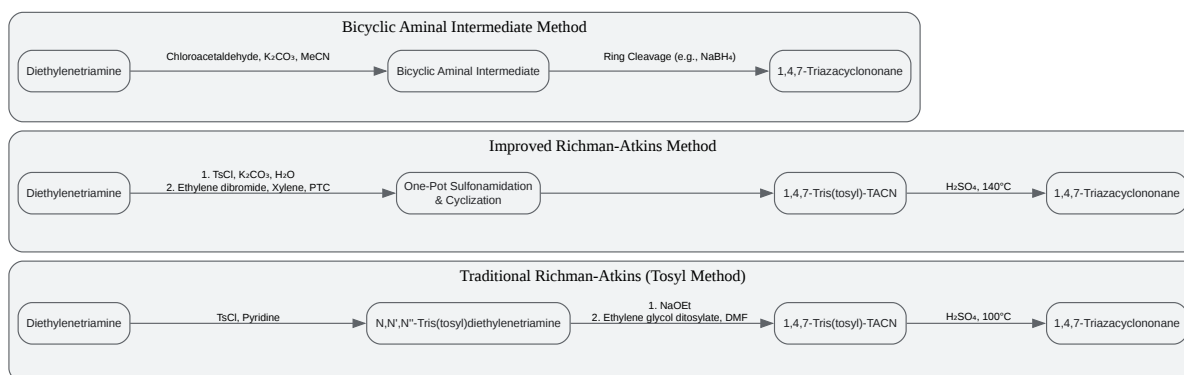 Bicyclic Aminal Intermediate Method
Diethylenetriamine
Chloroacetaldehyde, K₂CO₃, MeCN
Bicyclic Aminal Intermediate
Ring Cleavage (e.g., NaBH₄)
1,4,7-Triazacyclononane
Improved Richman-Atkins Method
Diethylenetriamine
1. TsCl, K₂CO₃, H₂O
2. Ethylene dibromide, Xylene, PTC
One-Pot Sulfonamidation
& Cyclization
1,4,7-Tris(tosyl)-TACN
H₂SO₄, 140°C
1,4,7-Triazacyclononane
Traditional Richman-Atkins (Tosyl Method)
Diethylenetriamine
TsCl, Pyridine
N,N',N''-Tris(tosyl)diethylenetriamine
1. NaOEt
2. Ethylene glycol ditosylate, DMF
1,4,7-Tris(tosyl)-TACN
H₂SO₄, 100°C
1,4,7-Triazacyclononane